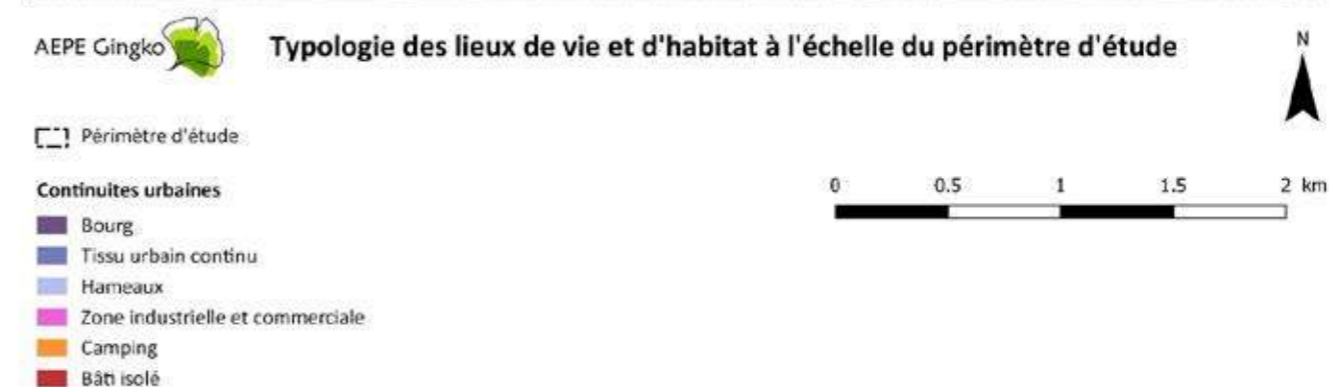 AEPE Gingko
Typologie des lieux de vie et d'habitat à l'échelle du périmètre d'étude
N
Périmètre d'étude
Continuites urbaines
0 0.5 1 1.5 2 km
Bourg
Tissu urbain continu
Hameaux
Zone industrielle et commerciale
Camping
Bâti isolé